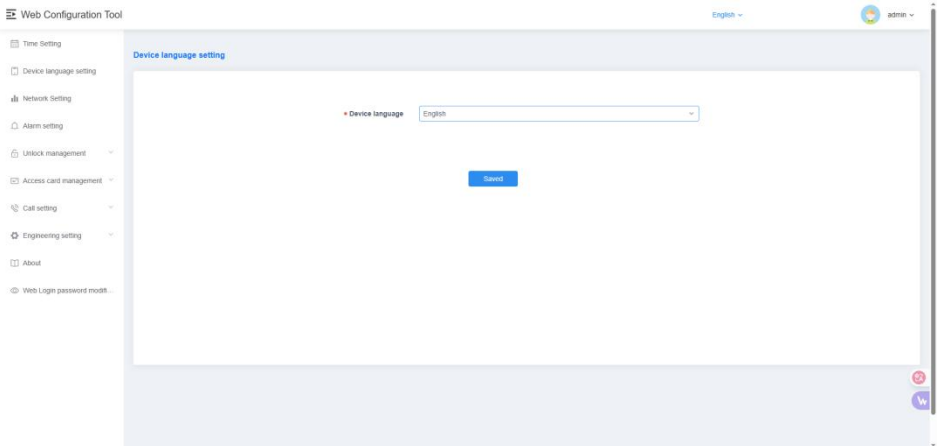 Web Configuration Tool
English
admin
Time Setting
Device language setting
Network Setting
Alarm setting
Unlock management
Access card management
Call setting
Engineering setting
About
Web Login password modifi...
Device language setting
* Device language
English
Saved